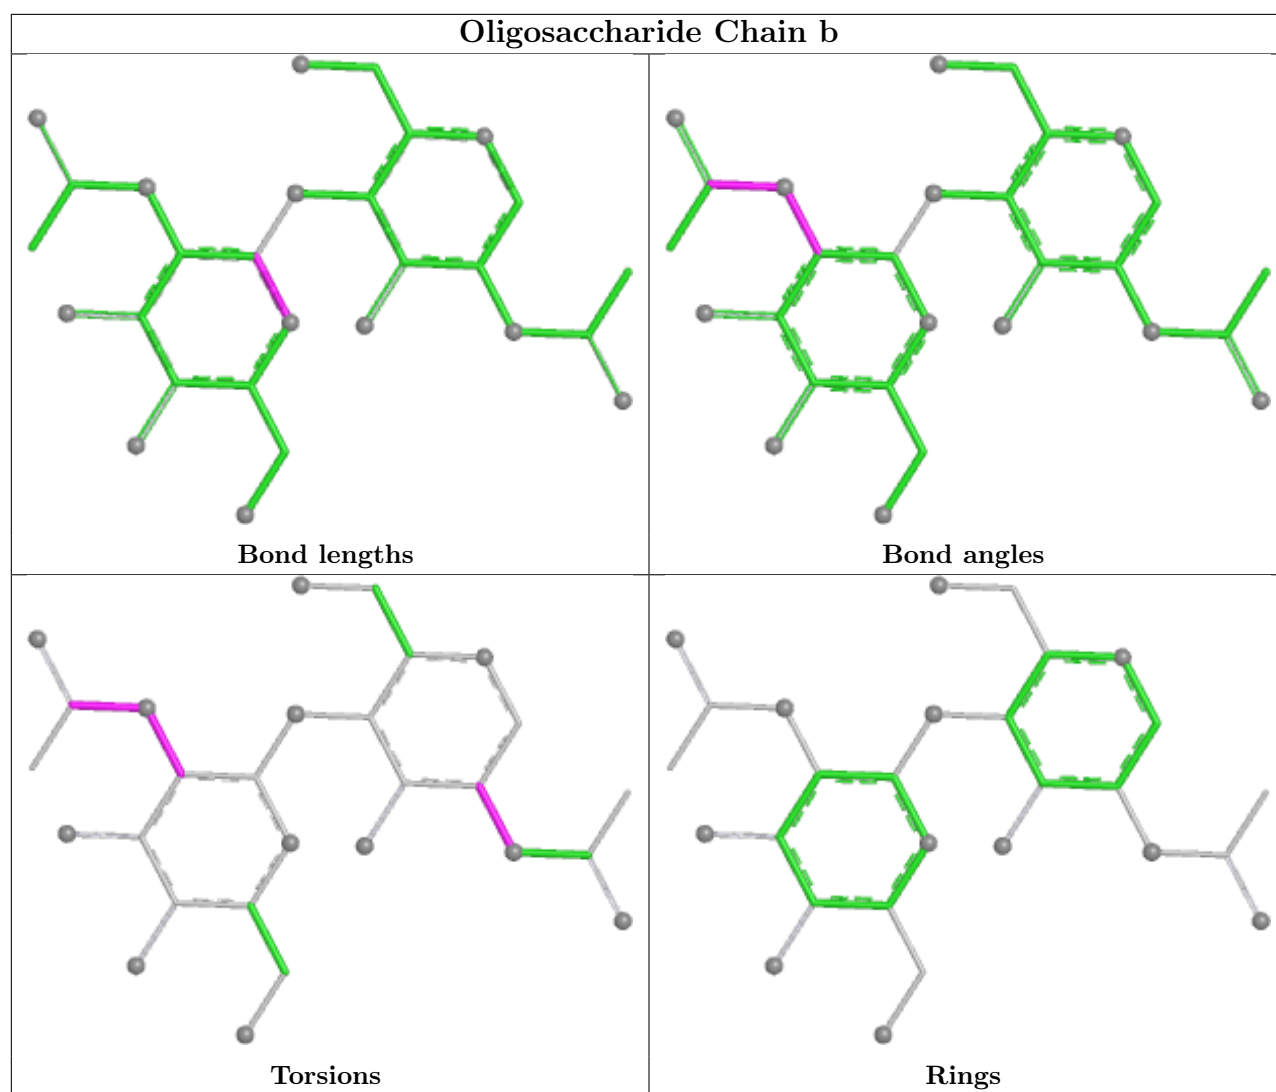 Oligosaccharide Chain b
Bond lengths
Bond angles
Torsions
Rings